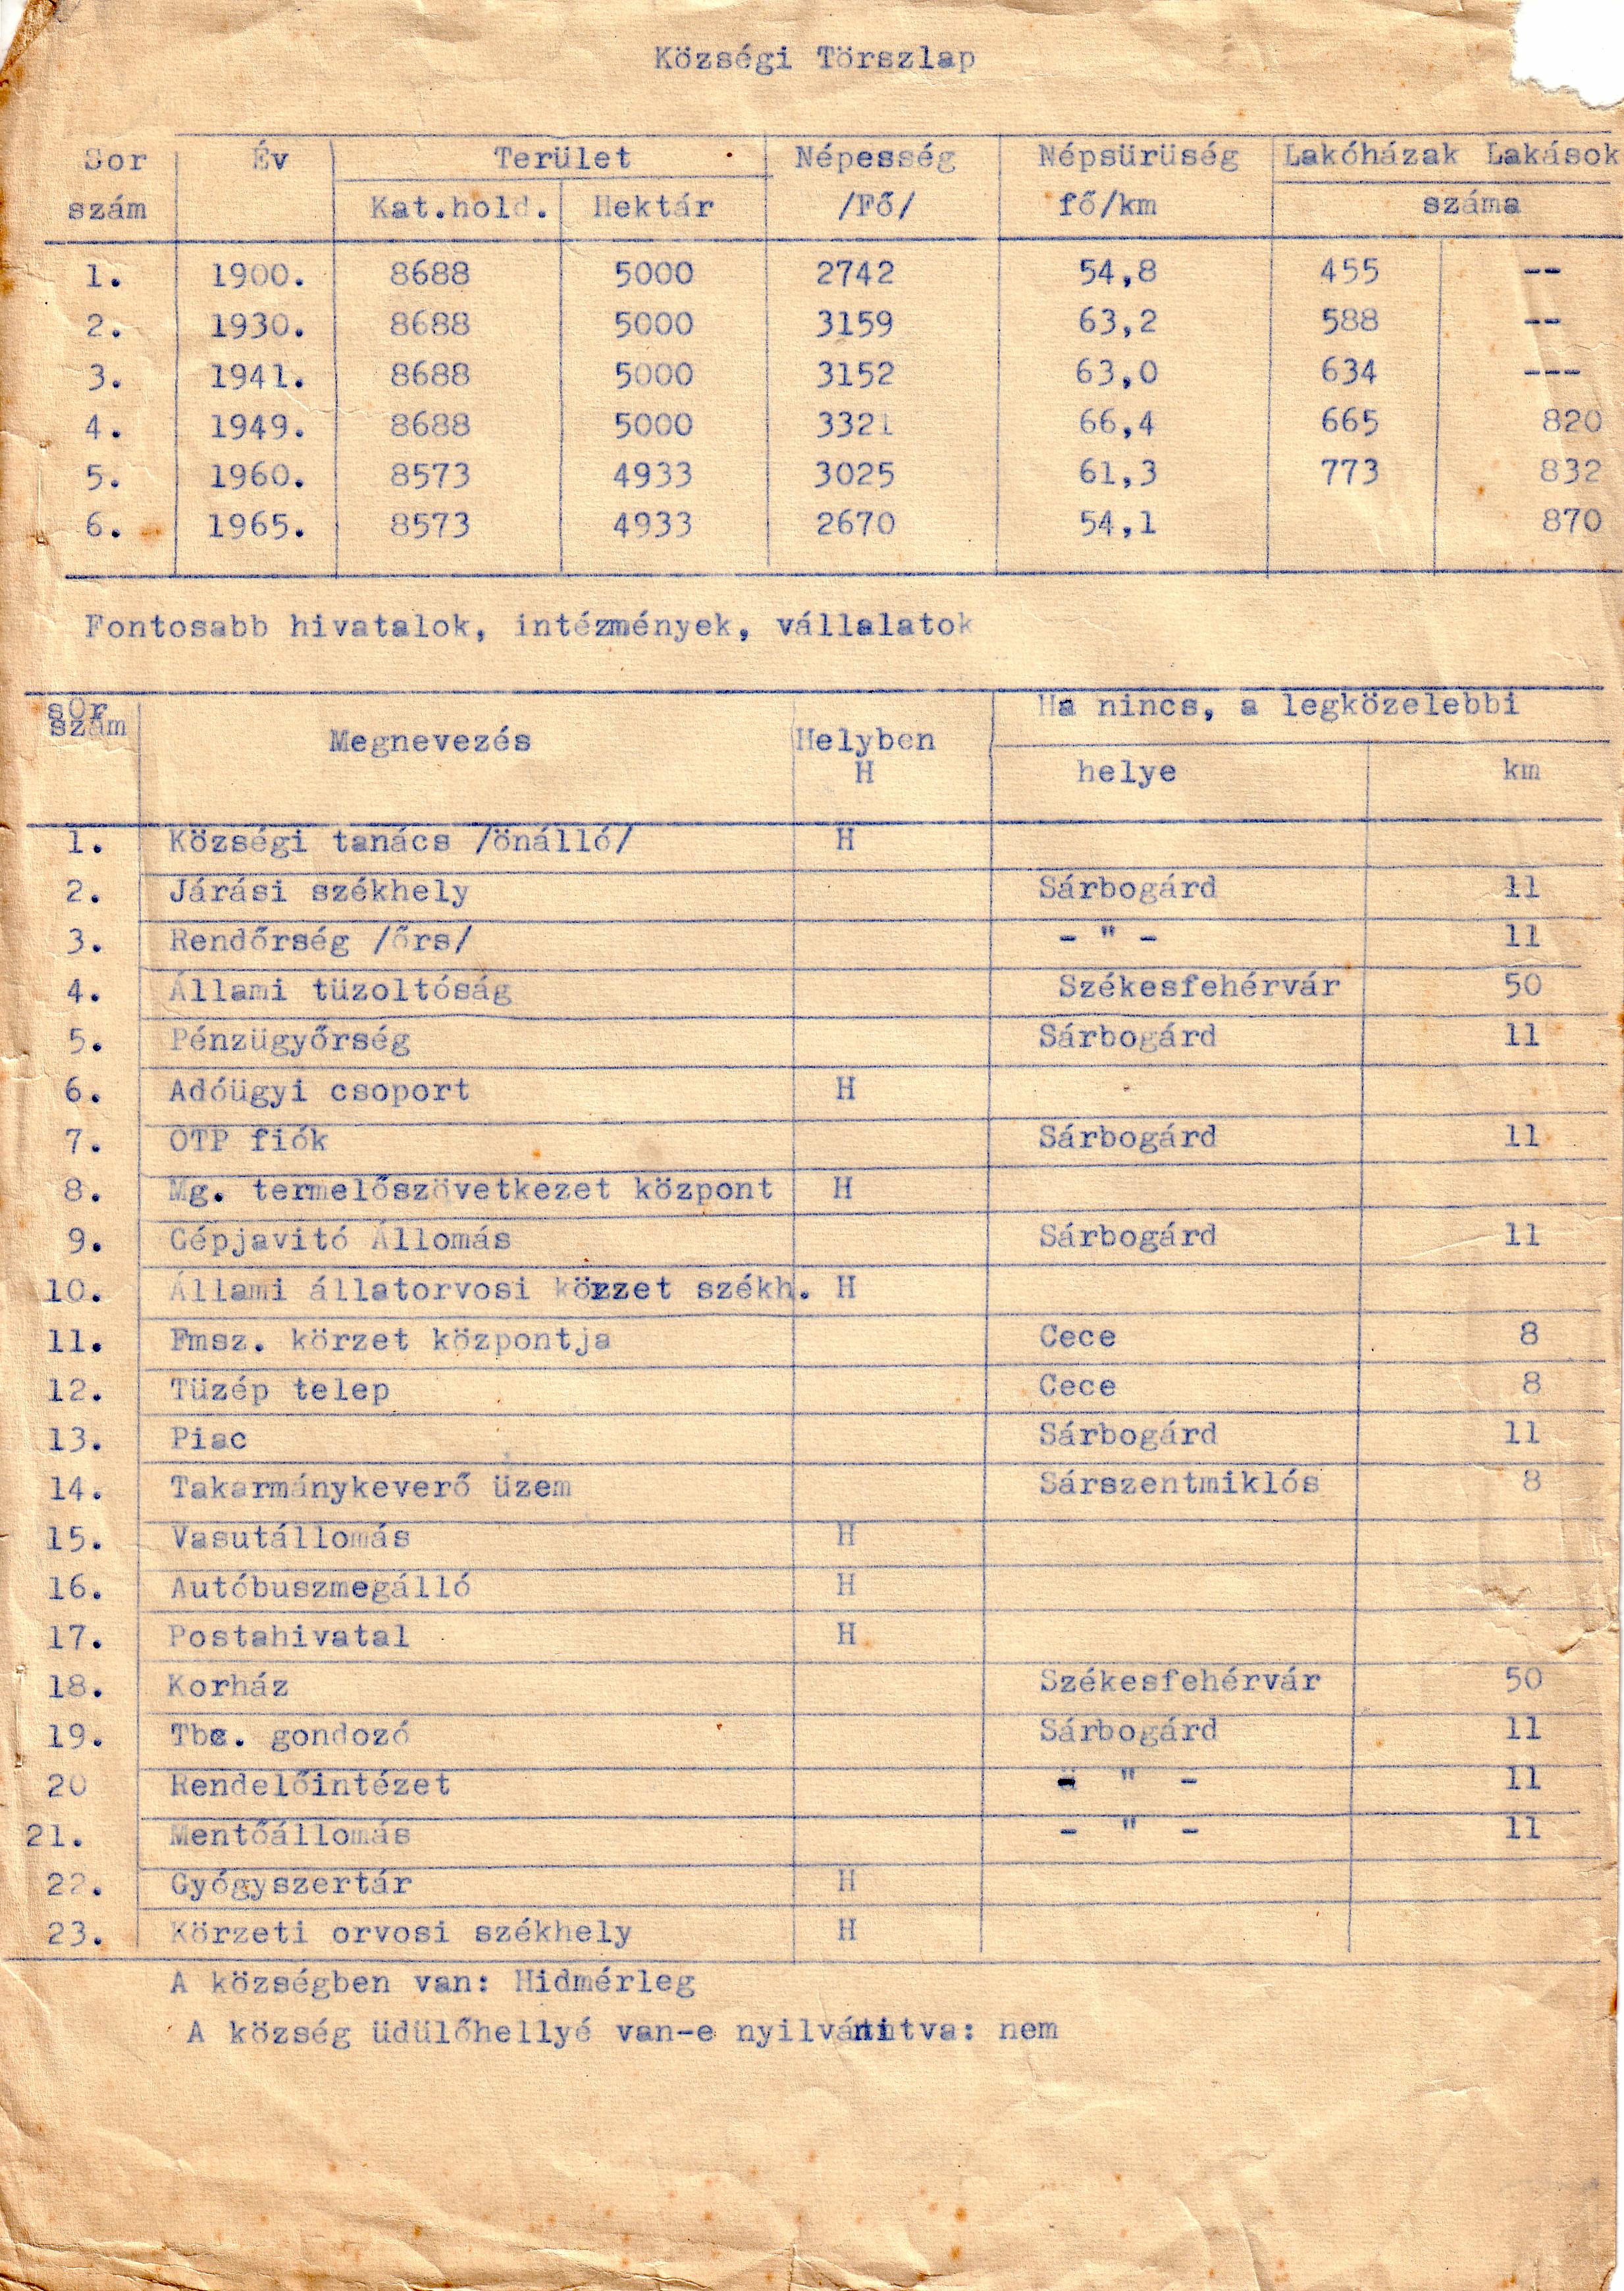 Községi Törszlap
Sor Év Terület Népesség Népsürüség Lakóházak Lakások
szám Kat.hold. Hektár /Fő/ fő/km száma
1. 1900. 8688 5000 2742 54,8 455 --
2. 1930. 8688 5000 3159 63,2 588 --
3. 1941. 8688 5000 3152 63,0 634 ---
4. 1949. 8688 5000 3321 66,4 665 820
5. 1960. 8573 4933 3025 61,3 773 832
6. 1965. 8573 4933 2670 54,1 870
Fontosabb hivatalok, intézmények, vállalatok
sOr Ha nincs, a legközelebbi
szám Megnevezés Helyben
H helye km
1. Községi tanács /önálló/ H
2. Járási székhely Sárbogárd 11
3. Rendőrség /őrs/ - " - 11
4. Állami tüzoltóság Székesfehérvár 50
5. Pénzügyőrség Sárbogárd 11
6. Adóügyi csoport H
7. OTP fiók Sárbogárd 11
8. Mg. termelőszövetkezet központ H
9. Gépjavitó Állomás Sárbogárd 11
10. Állami állatorvosi körzet székh. H
11. Fmsz. körzet központja Cece 8
12. Tüzép telep Cece 8
13. Piac Sárbogárd 11
14. Takarmánykeverő üzem Sárszentmiklós 8
15. Vasutállomás H
16. Autóbuszmegálló H
17. Postahivatal H
18. Korház Székesfehérvár 50
19. Tbc. gondozó Sárbogárd 11
20 Rendelőintézet - " - 11
21. Mentőállomás - " - 11
22. Gyógyszertár H
23. Körzeti orvosi székhely H
A községben van: Hidmérleg
A község üdülőhellyé van-e nyilvánitva: nem